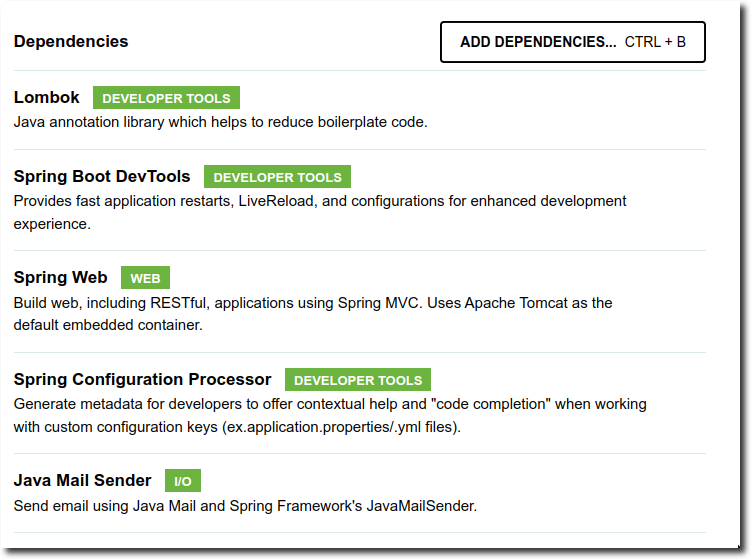 Dependencies
ADD DEPENDENCIES... CTRL + B
Lombok DEVELOPER TOOLS
Java annotation library which helps to reduce boilerplate code.
Spring Boot DevTools DEVELOPER TOOLS
Provides fast application restarts, LiveReload, and configurations for enhanced development
experience.
Spring Web WEB
Build web, including RESTful, applications using Spring MVC. Uses Apache Tomcat as the
default embedded container.
Spring Configuration Processor DEVELOPER TOOLS
Generate metadata for developers to offer contextual help and "code completion" when working
with custom configuration keys (ex.application.properties/.yml files).
Java Mail Sender I/O
Send email using Java Mail and Spring Framework's JavaMailSender.